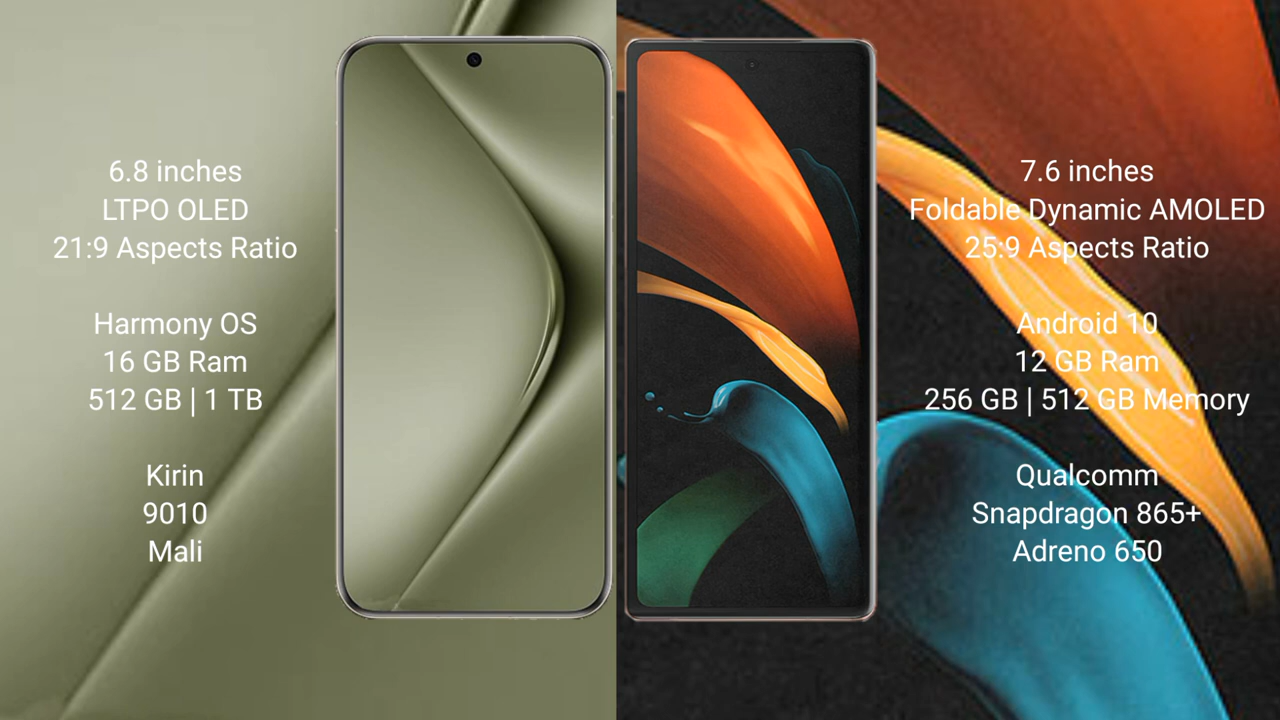 6.8 inches
LTPO OLED
21:9 Aspects Ratio
Harmony OS
16 GB Ram
512 GB | 1 TB
Kirin
9010
Mali
7.6 inches
Foldable Dynamic AMOLED
25:9 Aspects Ratio
Android 10
12 GB Ram
256 GB | 512 GB Memory
Qualcomm
Snapdragon 865+
Adreno 650